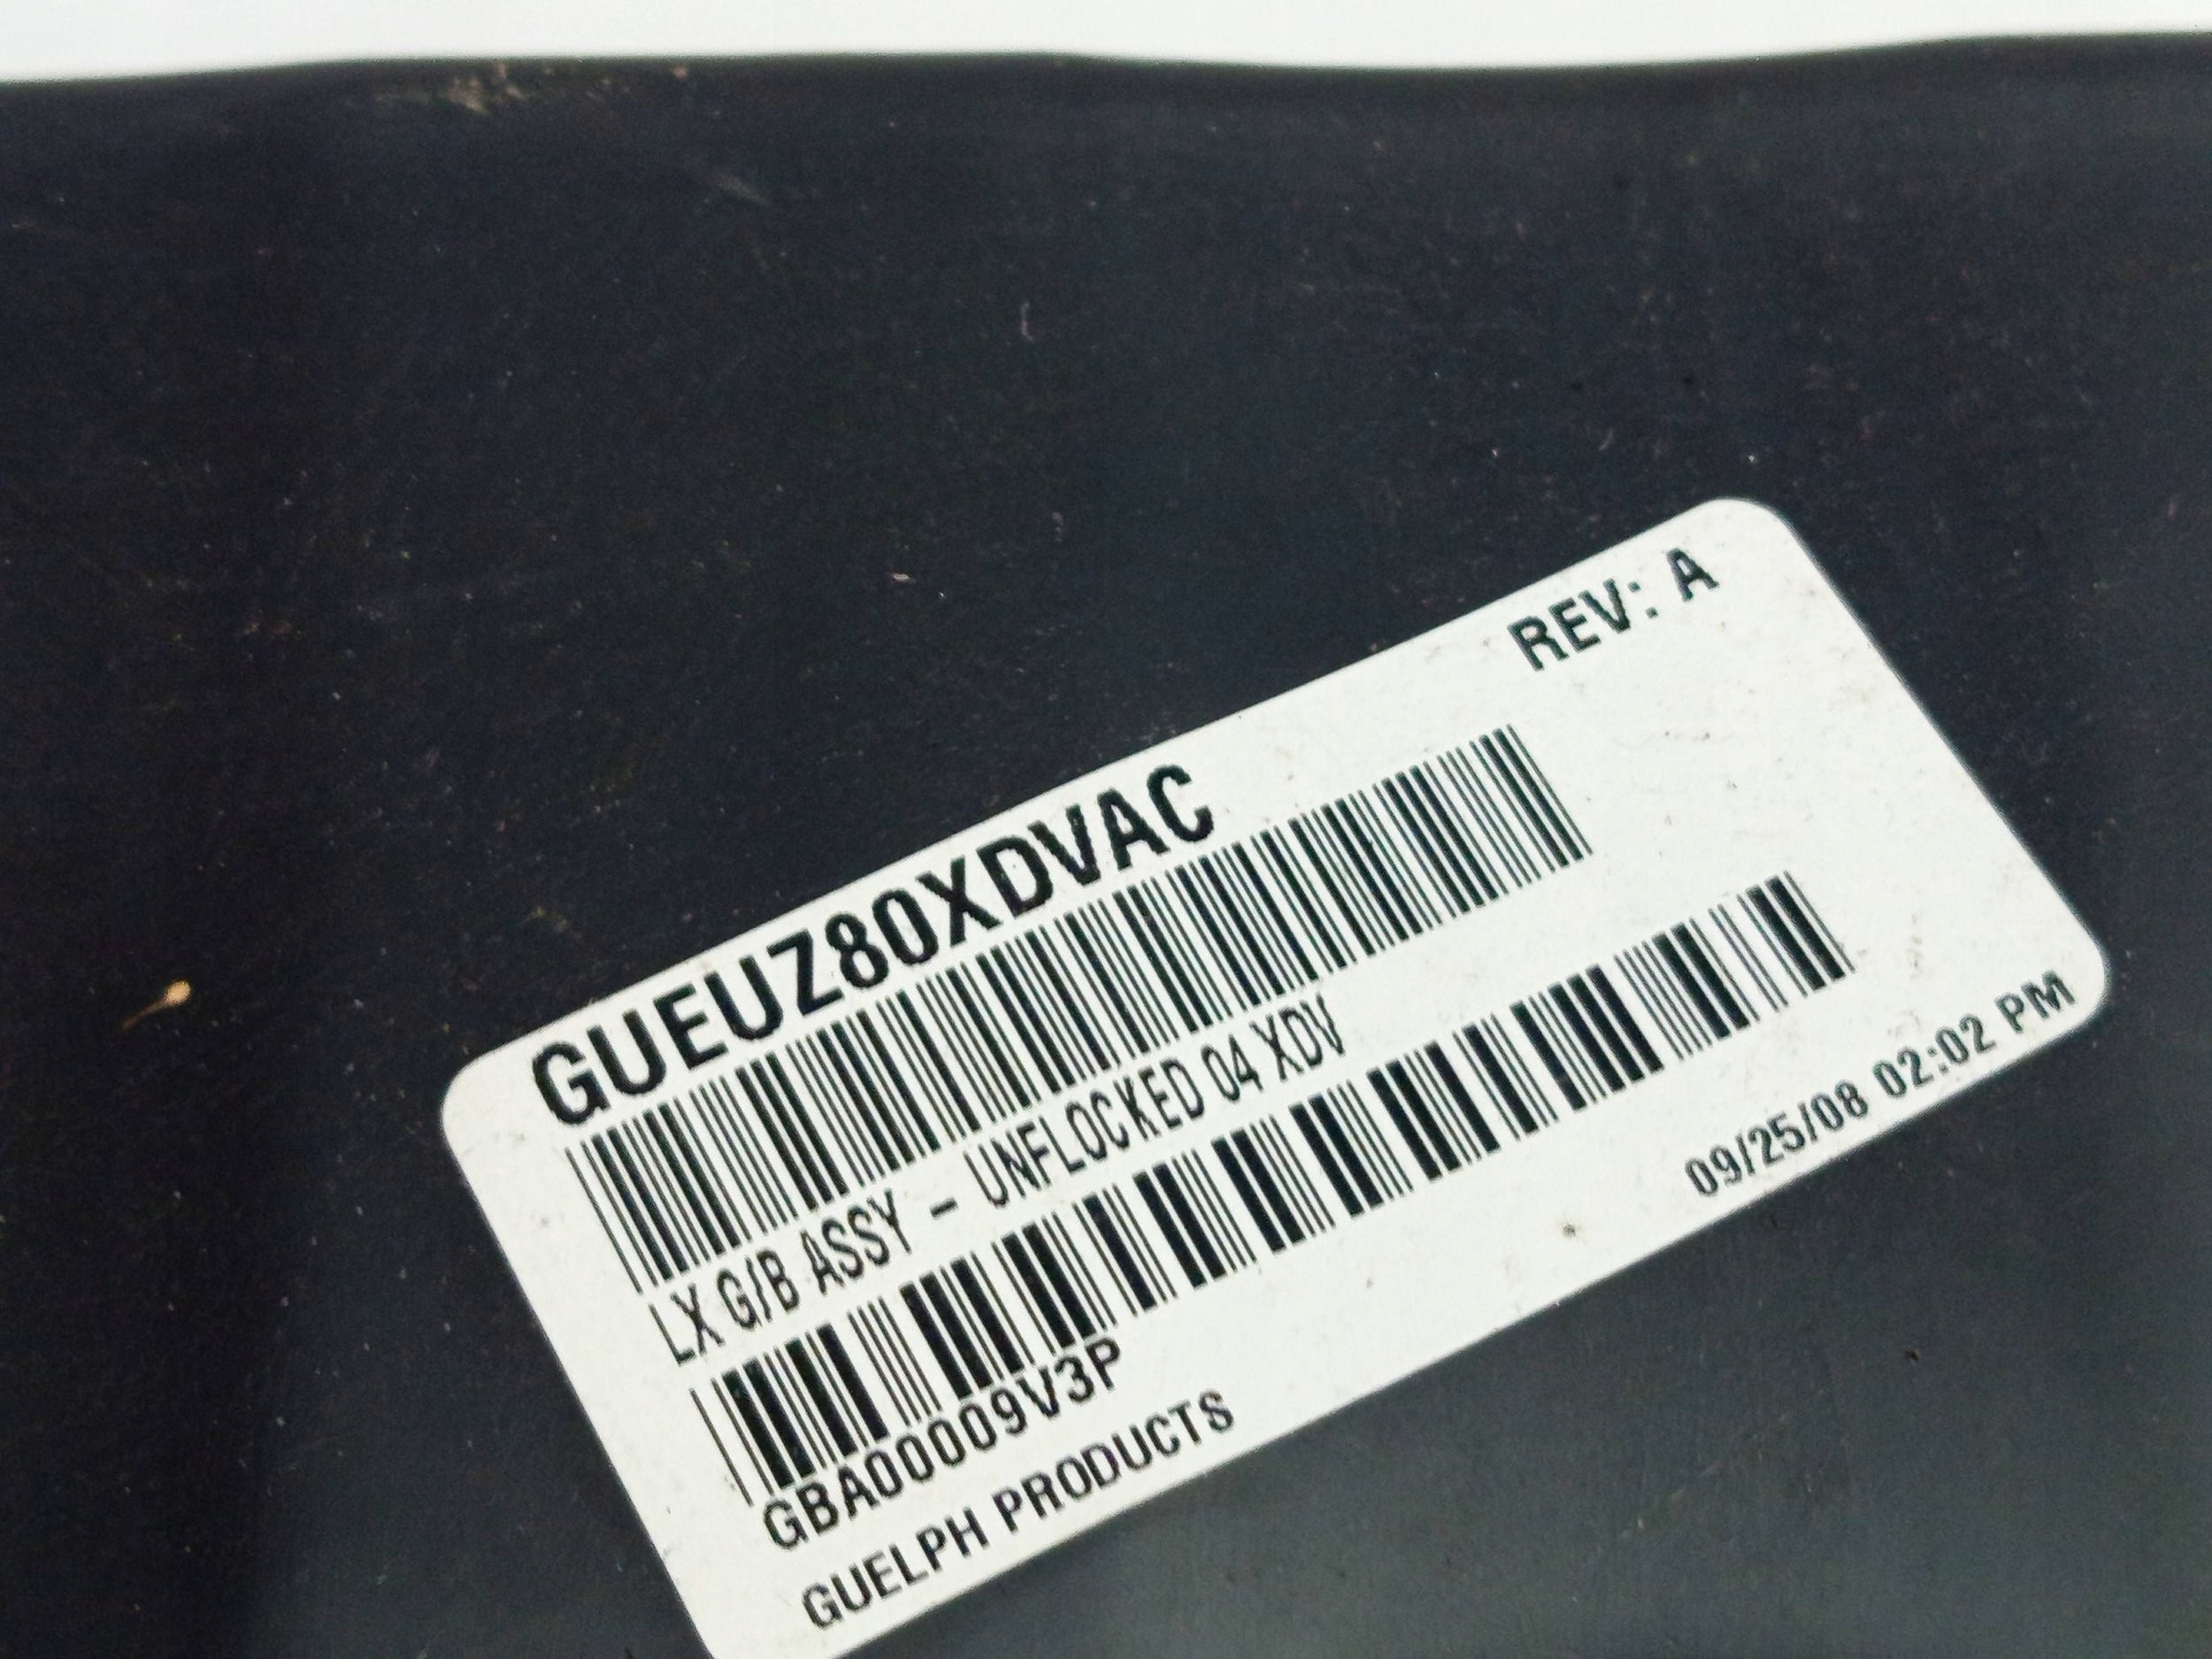 REV: A
GUEUZ80XDVAC
LX G/B ASSY - UNFLOCKED 04 XDV
GBA00009V3P
09/25/08 02:02 PM
GUELPH PRODUCTS